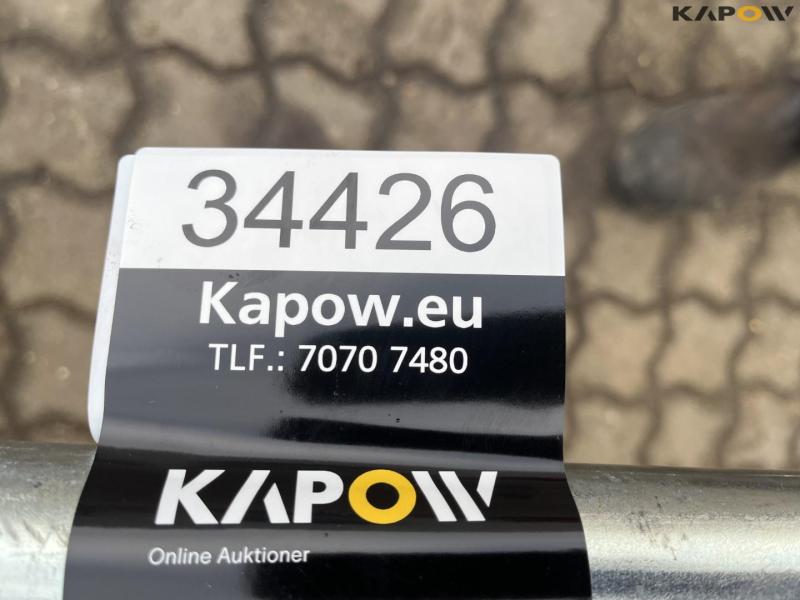 KAPOW
34426
Kapow.eu
TLF.: 7070 7480
KAPOW
Online Auktioner